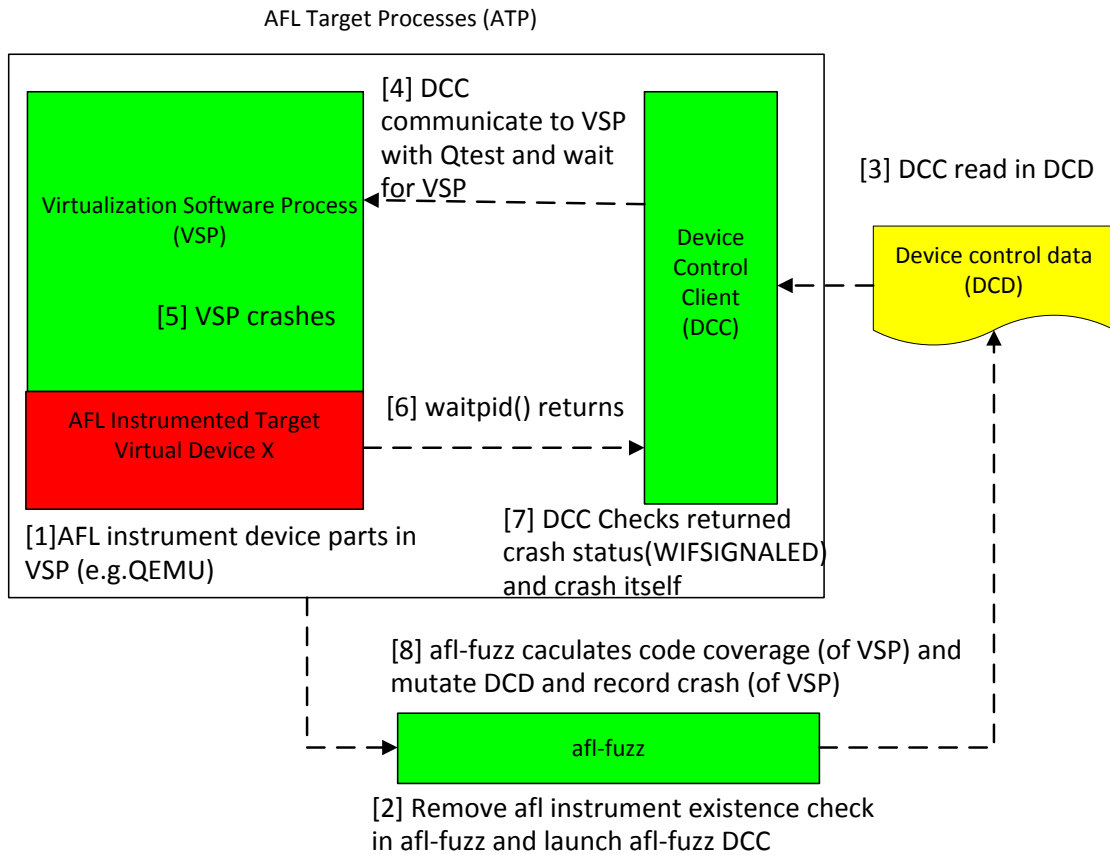 AFL Target Processes (ATP)
[4] DCC
communicate to VSP
with Qtest and wait
for VSP
[3] DCC read in DCD
Virtualization Software Process
(VSP)
Device
Control
Client
(DCC)
Device control data
(DCD)
[5] VSP crashes
[6] waitpid() returns
AFL Instrumented Target
Virtual Device X
[1]AFL instrument device parts in
VSP (e.g.QEMU)
[7] DCC Checks returned
crash status(WIFSIGNALED)
and crash itself
[8] afl-fuzz caculates code coverage (of VSP) and
mutate DCD and record crash (of VSP)
afl-fuzz
[2] Remove afl instrument existence check
in afl-fuzz and launch afl-fuzz DCC